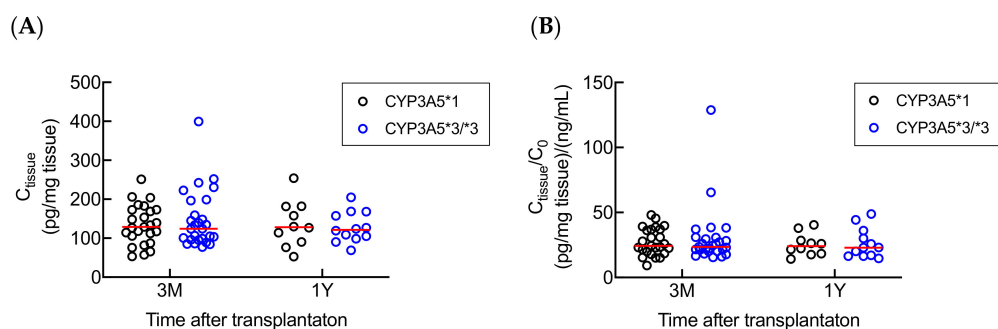 (A)
(B)
500
400
300
200
100
0
C_tissue
(pg/mg tissue)
CYP3A5*1
CYP3A5*3/*3
3M
1Y
Time after transplantaton
150
100
50
0
C_tissue/C_0
(pg/mg tissue)/(ng/mL)
CYP3A5*1
CYP3A5*3/*3
3M
1Y
Time after transplantaton